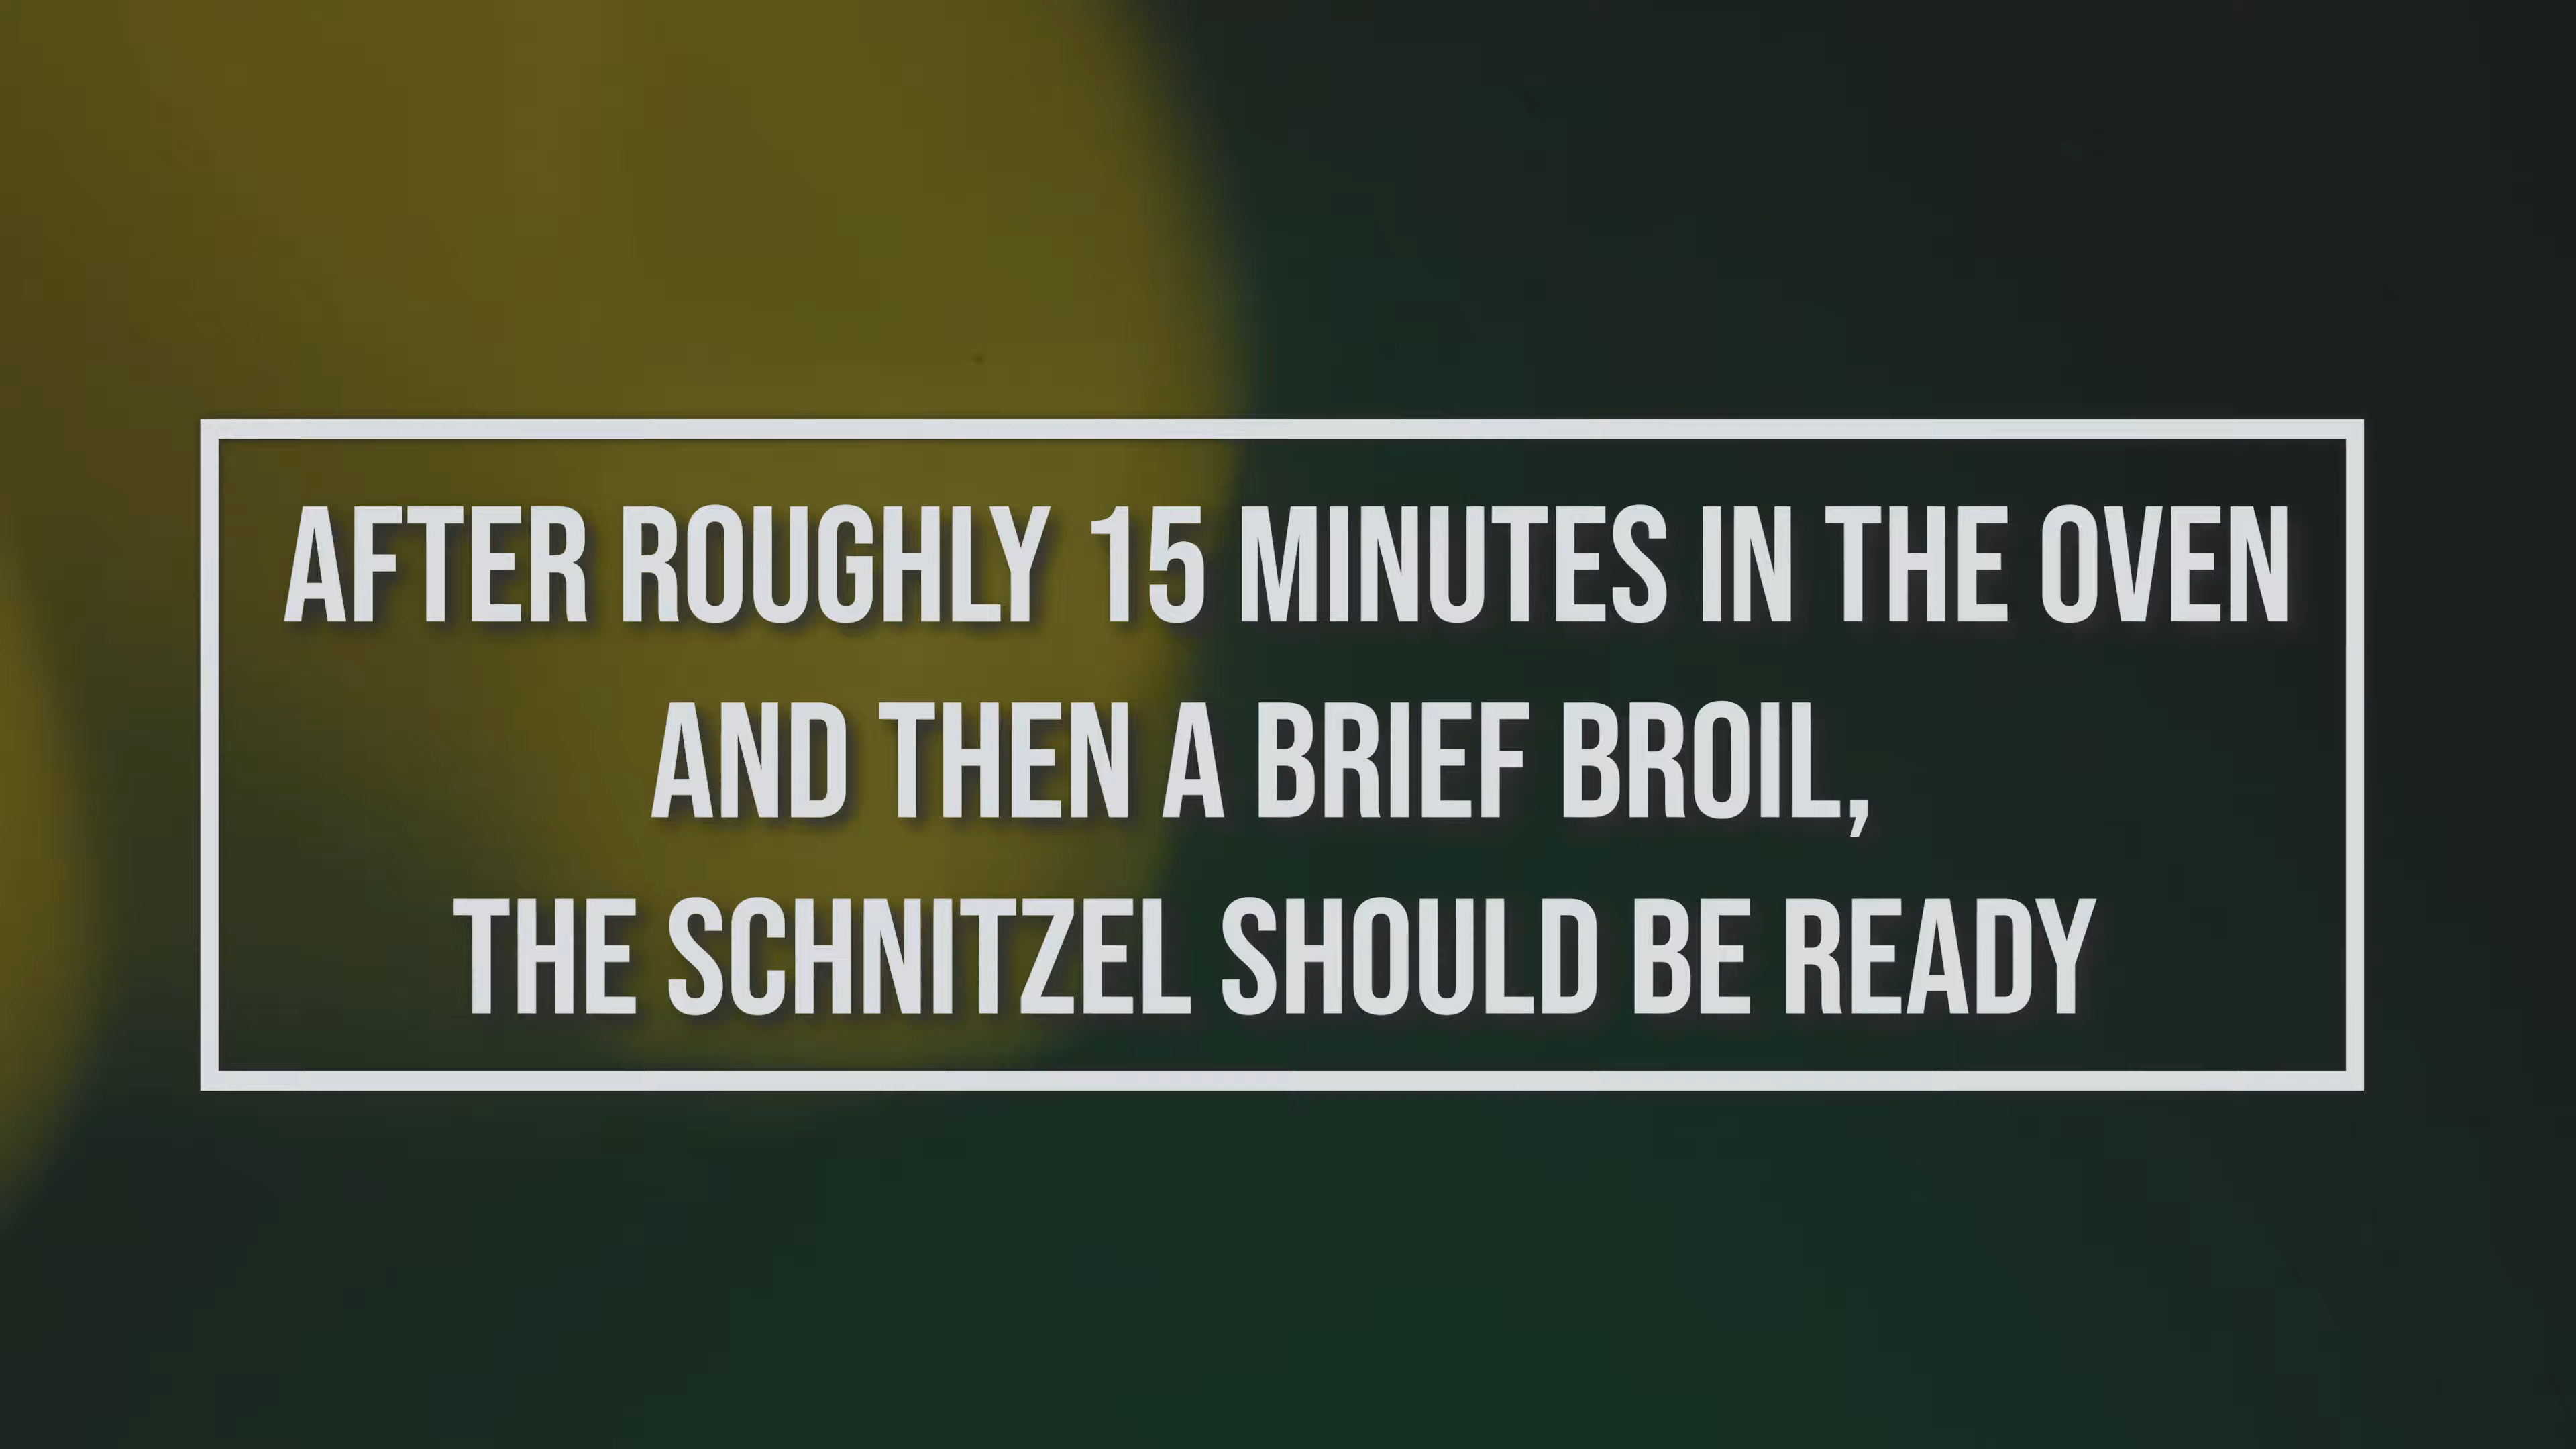 AFTER ROUGHLY 15 MINUTES IN THE OVEN
AND THEN A BRIEF BROIL,
THE SCHNITZEL SHOULD BE READY